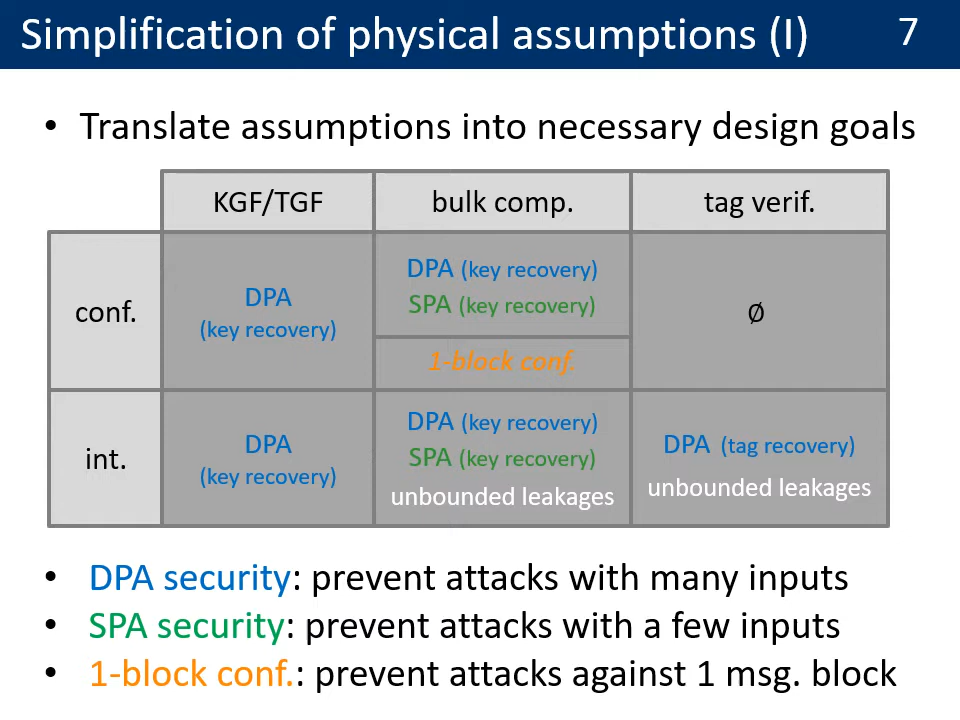 Simplification of physical assumptions (I) 7
• Translate assumptions into necessary design goals
KGF/TGF bulk comp. tag verif.
conf.
DPA
(key recovery)
DPA (key recovery)
SPA (key recovery)
1-block conf.
Ø
int.
DPA
(key recovery)
DPA (key recovery)
SPA (key recovery)
unbounded leakages
DPA (tag recovery)
unbounded leakages
• DPA security: prevent attacks with many inputs
• SPA security: prevent attacks with a few inputs
• 1-block conf.: prevent attacks against 1 msg. block